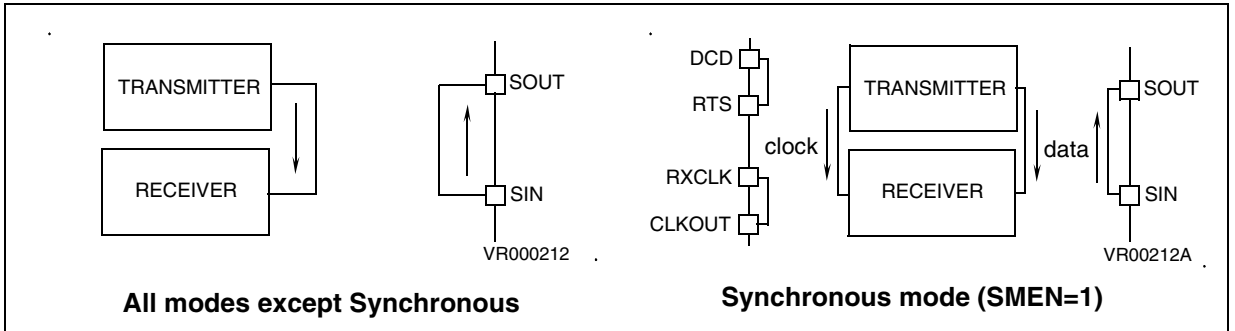 TRANSMITTER
RECEIVER
SOUT
SIN
VR000212
All modes except Synchronous
DCD
RTS
RXCLK
CLKOUT
clock
TRANSMITTER
RECEIVER
data
SOUT
SIN
VR00212A
Synchronous mode (SMEN=1)